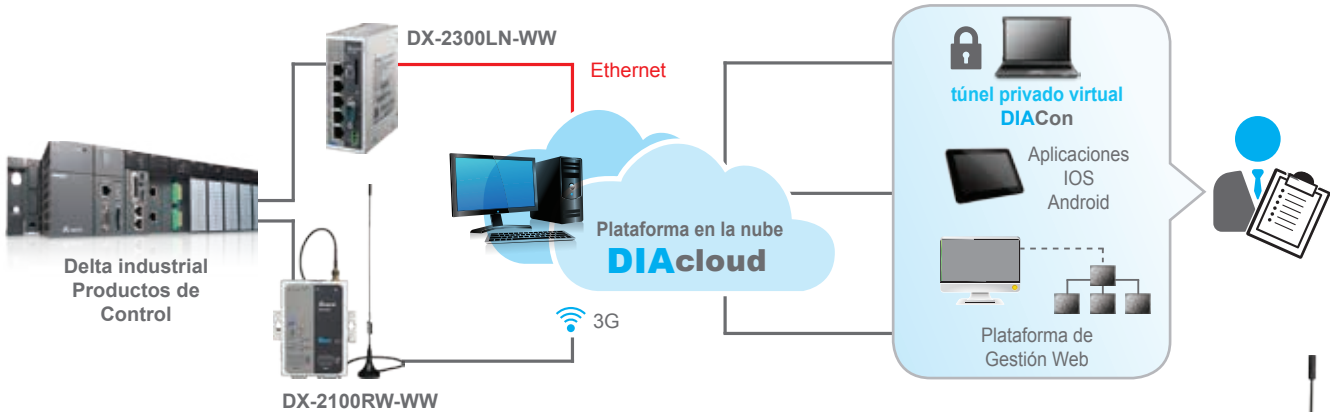 DX-2300LN-WW
Ethernet
Delta industrial
Productos de
Control
DX-2100RW-WW
Plataforma en la nube
DIAcloud
3G
túnel privado virtual
DIACon
Aplicaciones
IOS
Android
Plataforma de
Gestión Web